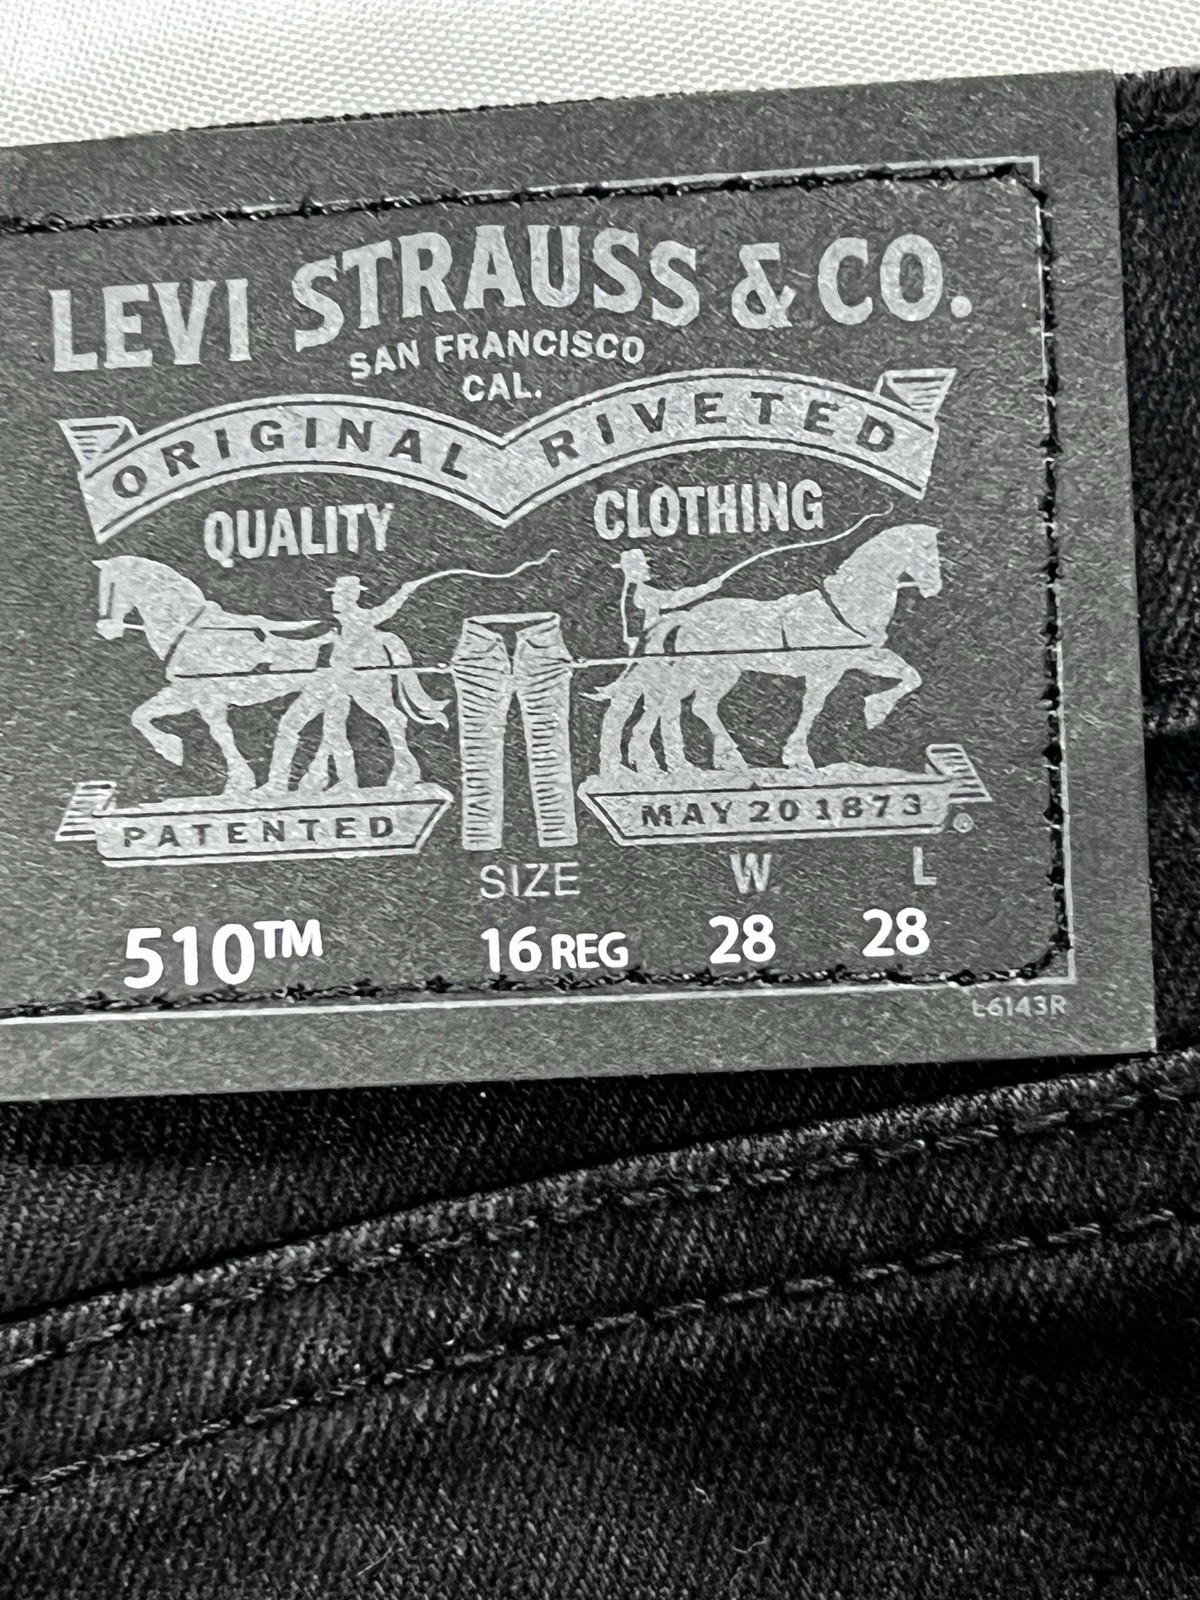 LEVI STRAUSS & CO.
SAN FRANCISCO
CAL.
ORIGINAL RIVETED
QUALITY CLOTHING
PATENTED MAY 20 1873 ®
SIZE W L
510™ 16 REG 28 28
L6143R